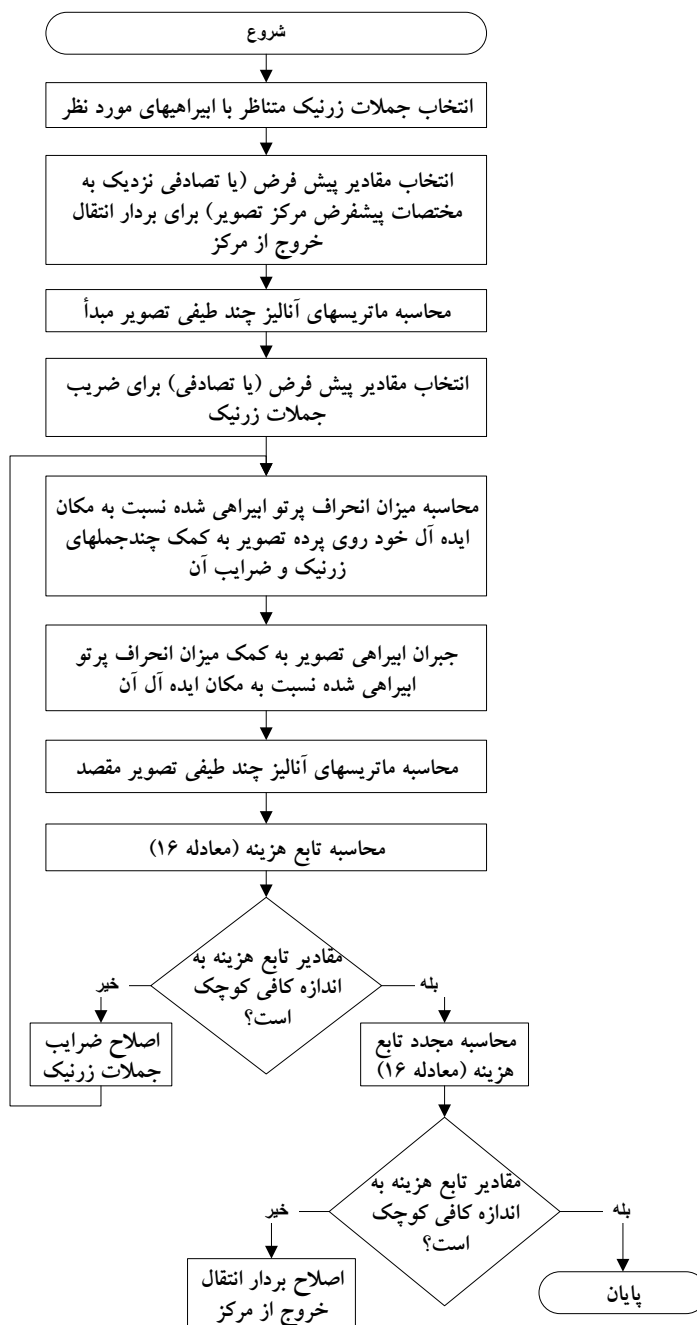 شروع
انتخاب جملات زرنیک متناظر با ابیراهیهای مورد نظر
انتخاب مقادیر پیش فرض (یا تصادفی نزدیک به
مختصات پیشفرض مرکز تصویر) برای بردار انتقال
خروج از مرکز
محاسبه ماتریسهای آنالیز چند طیفی تصویر مبدأ
انتخاب مقادیر پیش فرض (یا تصادفی) برای ضریب
جملات زرنیک
محاسبه میزان انحراف پرتو ابیراهی شده نسبت به مکان
ایده آل خود روی پرده تصویر به کمک چندجملهای
زرنیک و ضرایب آن
جبران ابیراهی تصویر به کمک میزان انحراف پرتو
ابیراهی شده نسبت به مکان ایده آل آن
محاسبه ماتریسهای آنالیز چند طیفی تصویر مقصد
محاسبه تابع هزینه (معادله ۱۶)
مقادیر تابع هزینه به
اندازه کافی کوچک
است؟
بله
خیر
محاسبه مجدد تابع
هزینه (معادله ۱۶)
اصلاح ضرایب
جملات زرنیک
مقادیر تابع هزینه به
اندازه کافی کوچک
است؟
بله
خیر
پایان
اصلاح بردار انتقال
خروج از مرکز